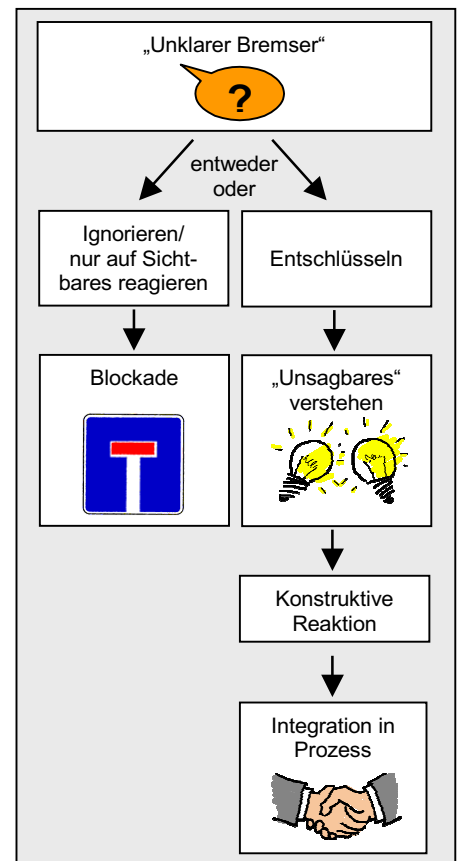 „Unklarer Bremser“
?
entweder
oder
Ignorieren/
nur auf Sicht-
bares reagieren
Entschlüsseln
Blockade
„Unsagbares“
verstehen
Konstruktive
Reaktion
Integration in
Prozess